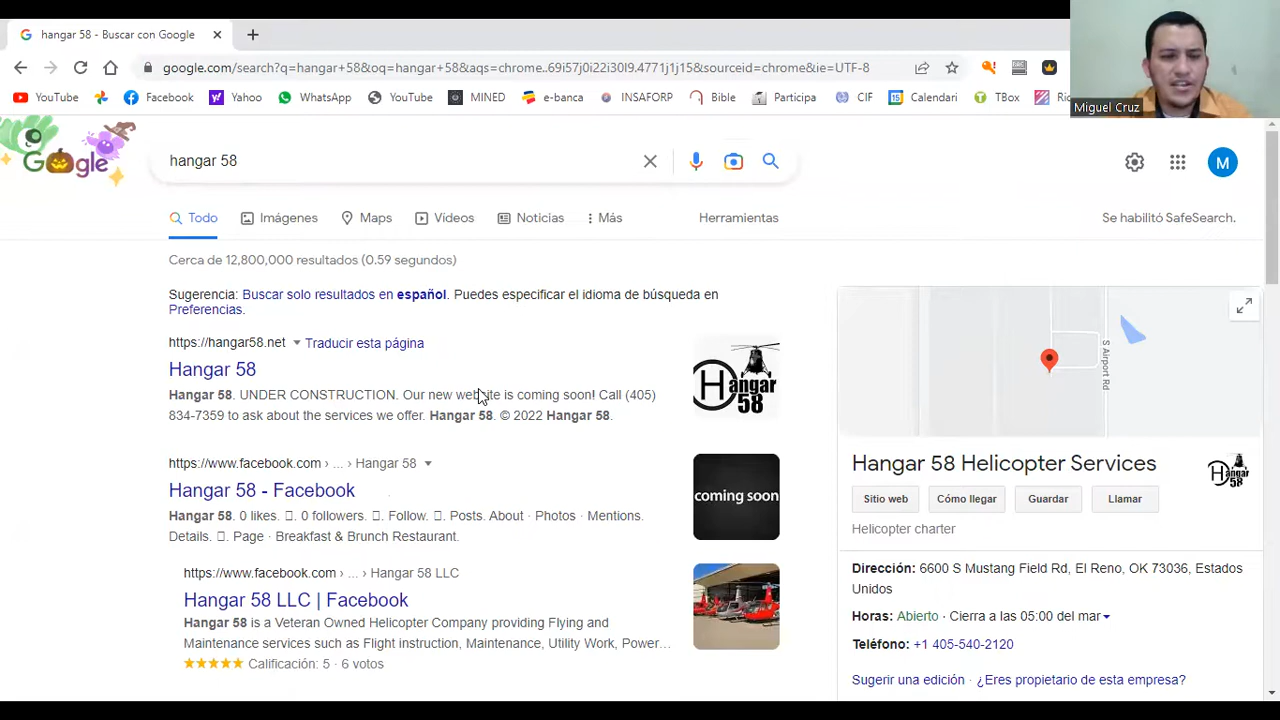 hangar 58 - Buscar con Google
google.com/search?q=hangar+58&oq=hangar+58&aqs=chrome..69i57j0i22i30l9.4771j1j15&sourceid=chrome&ie=UTF-8
YouTube Facebook Yahoo WhatsApp YouTube MINED e-banca INSAFORP Bible Participa CIF Calendari TBox
Miguel Cruz
Google
hangar 58
M
Todo Imágenes Maps Vídeos Noticias Más Herramientas Se habilitó SafeSearch.
Cerca de 12,800,000 resultados (0.59 segundos)
Sugerencia: Buscar solo resultados en español. Puedes especificar el idioma de búsqueda en
Preferencias.
https://hangar58.net Traducir esta página
Hangar 58
Hangar 58. UNDER CONSTRUCTION. Our new website is coming soon! Call (405)
834-7359 to ask about the services we offer. Hangar 58. © 2022 Hangar 58.
Hangar
58
https://www.facebook.com › ... › Hangar 58
Hangar 58 - Facebook
Hangar 58. 0 likes. . 0 followers. . Follow. . Posts. About · Photos · Mentions.
Details. . Page · Breakfast & Brunch Restaurant.
coming soon
https://www.facebook.com › ... › Hangar 58 LLC
Hangar 58 LLC | Facebook
Hangar 58 is a Veteran Owned Helicopter Company providing Flying and
Maintenance services such as Flight instruction, Maintenance, Utility Work, Power...
Calificación: 5 · 6 votos
S Airport Rd
Hangar 58 Helicopter Services
Hangar
58
Sitio web Cómo llegar Guardar Llamar
Helicopter charter
Dirección: 6600 S Mustang Field Rd, El Reno, OK 73036, Estados
Unidos
Horas: Abierto · Cierra a las 05:00 del mar
Teléfono: +1 405-540-2120
Sugerir una edición · ¿Eres propietario de esta empresa?